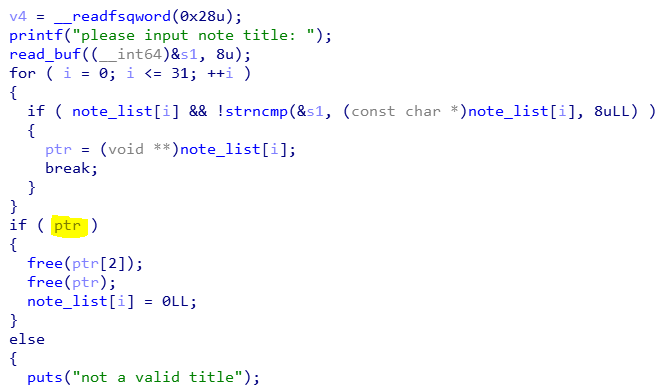 v4 = __readfsqword(0x28u);
printf("please input note title: ");
read_buf((__int64)&s1, 8u);
for ( i = 0; i <= 31; ++i )
{
if ( note_list[i] && !strncmp(&s1, (const char *)note_list[i], 8uLL) )
{
ptr = (void **)note_list[i];
break;
}
}
if ( ptr )
{
free(ptr[2]);
free(ptr);
note_list[i] = 0LL;
}
else
{
puts("not a valid title");